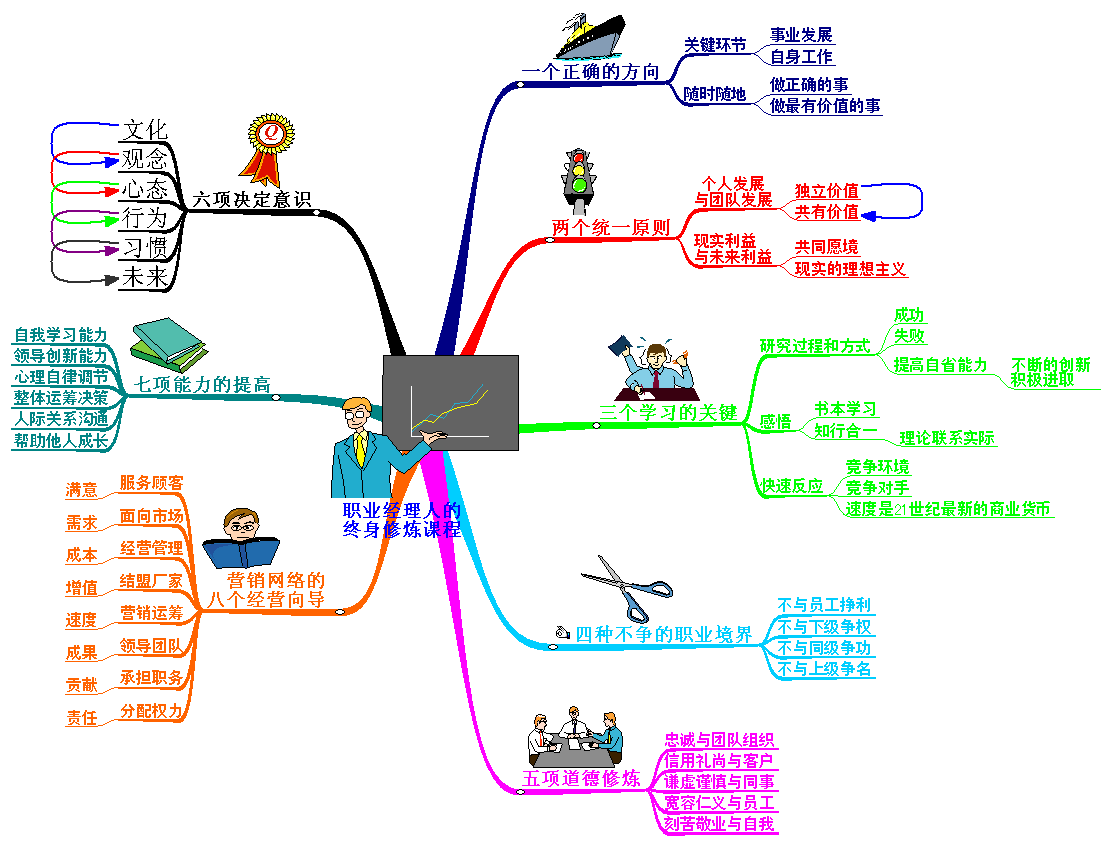 职业经理人的
终身修炼课程
一个正确的方向
关键环节
事业发展
自身工作
随时随地
做正确的事
做最有价值的事
两个统一原则
个人发展
与团队发展
独立价值
共有价值
现实利益
与未来利益
共同愿境
现实的理想主义
三个学习的关键
研究过程和方式
成功
失败
提高自省能力
不断的创新
积极进取
感悟
书本学习
知行合一
理论联系实际
快速反应
竞争环境
竞争对手
速度是21世纪最新的商业货币
四种不争的职业境界
不与员工挣利
不与下级争权
不与同级争功
不与上级争名
五项道德修炼
忠诚与团队组织
信用礼尚与客户
谦虚谨慎与同事
宽容仁义与员工
刻苦敬业与自我
六项决定意识
Q
文化
观念
心态
行为
习惯
未来
七项能力的提高
自我学习能力
领导创新能力
心理自律调节
整体运筹决策
人际关系沟通
帮助他人成长
营销网络的
八个经营向导
服务顾客
满意
面向市场
需求
经营管理
成本
结盟厂家
增值
营销运筹
速度
领导团队
成果
承担职务
贡献
分配权力
责任